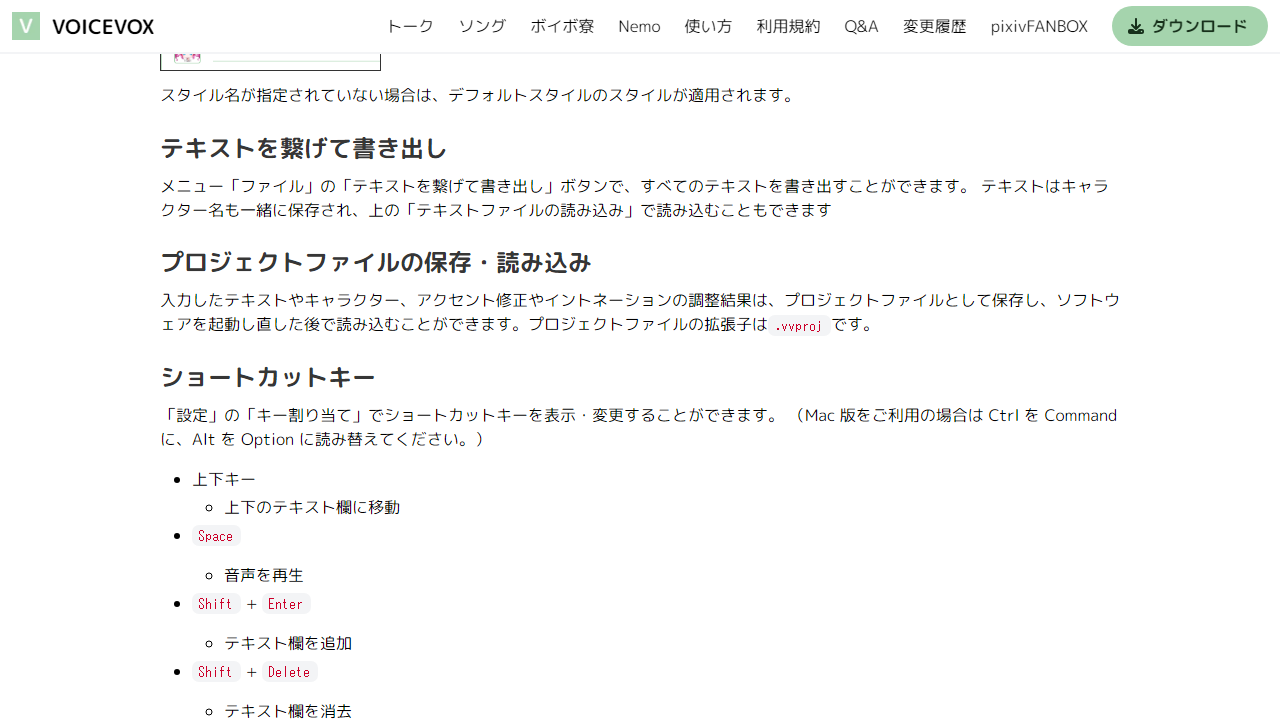 V VOICEVOX トーク ソング ボイボ寮 Nemo 使い方 利用規約 Q&A 変更履歴 pixivFANBOX ダウンロード
スタイル名が指定されていない場合は、デフォルトスタイルのスタイルが適用されます。
テキストを繋げて書き出し
メニュー「ファイル」の「テキストを繋げて書き出し」ボタンで、すべてのテキストを書き出すことができます。 テキストはキャラ
クター名も一緒に保存され、上の「テキストファイルの読み込み」で読み込むこともできます
プロジェクトファイルの保存・読み込み
入力したテキストやキャラクター、アクセント修正やイントネーションの調整結果は、プロジェクトファイルとして保存し、ソフトウ
ェアを起動し直した後で読み込むことができます。プロジェクトファイルの拡張子は .vvproj です。
ショートカットキー
「設定」の「キー割り当て」でショートカットキーを表示・変更することができます。 （Mac 版をご利用の場合は Ctrl を Command
に、Alt を Option に読み替えてください。）
上下キー
上下のテキスト欄に移動
Space
音声を再生
Shift + Enter
テキスト欄を追加
Shift + Delete
テキスト欄を消去